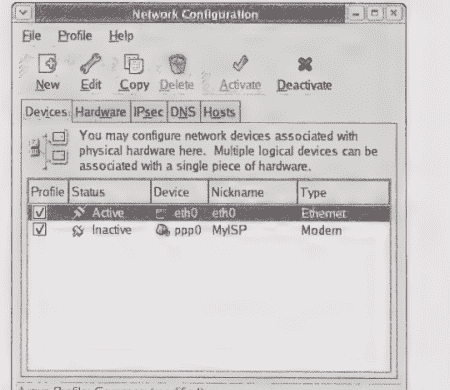 Network Configuration
File Profile Help
New Edit Copy Delete Activate Deactivate
Devices Hardware IPsec DNS Hosts
You may configure network devices associated with
physical hardware here. Multiple logical devices can be
associated with a single piece of hardware.
Profile Status Device Nickname Type
Active eth0 eth0 Ethernet
Inactive ppp0 MyISP Modem